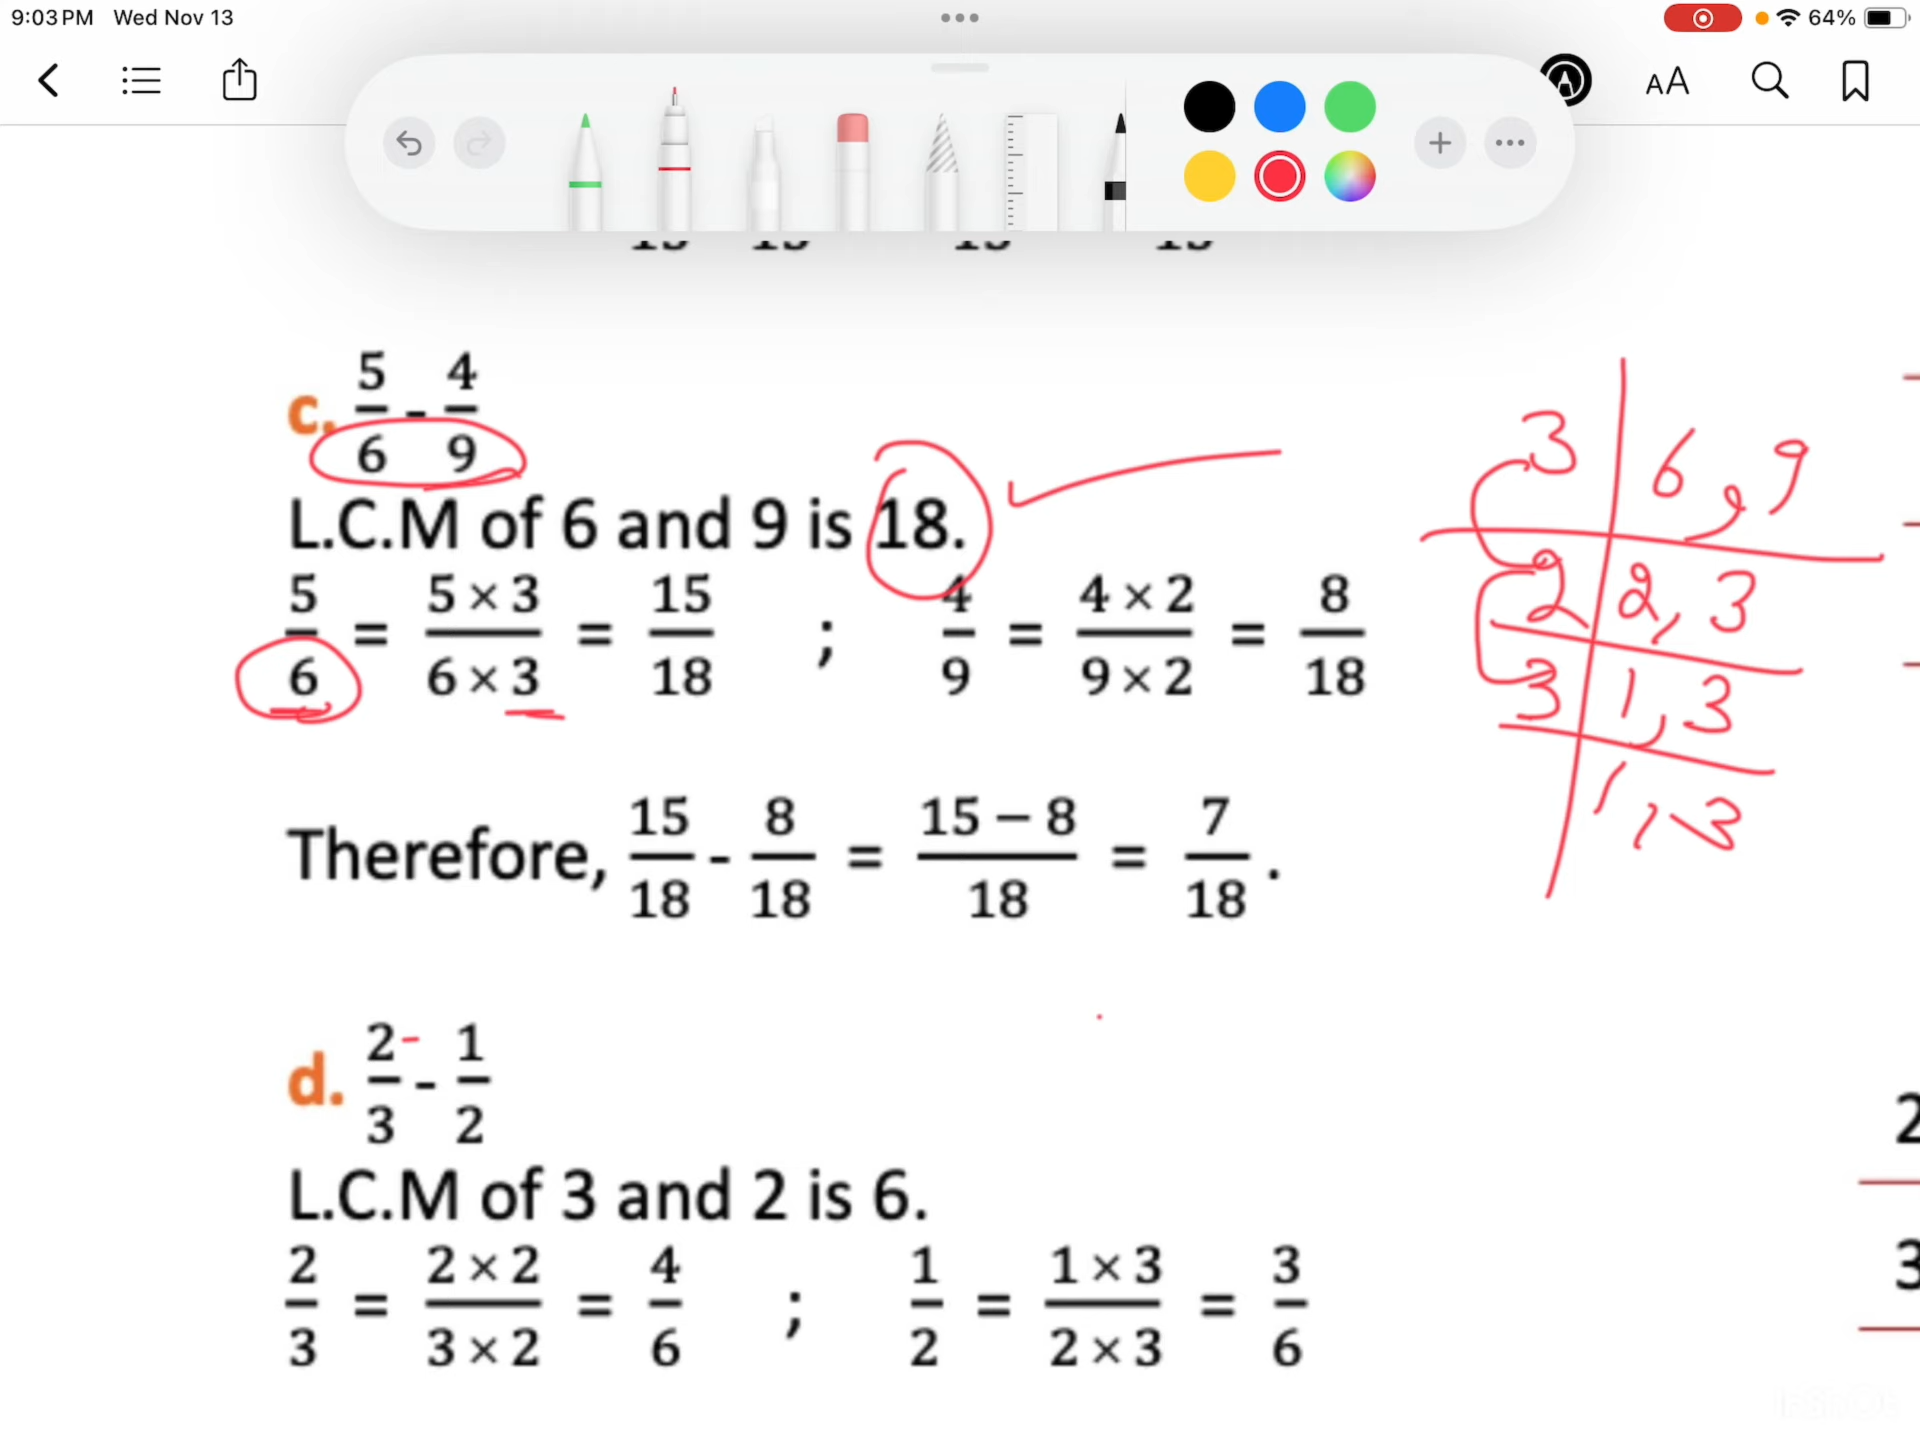 9:03 PM Wed Nov 13
64%
AA
c. 5/6 - 4/9
L.C.M of 6 and 9 is 18.
5/6 = 5 × 3/6 × 3 = 15/18 ; 4/9 = 4 × 2/9 × 2 = 8/18
Therefore, 15/18 - 8/18 = 15 − 8/18 = 7/18 .
3 | 6, 9
2 | 2, 3
3 | 1, 3
d. 2/3 - 1/2
L.C.M of 3 and 2 is 6.
2/3 = 2 × 2/3 × 2 = 4/6 ; 1/2 = 1 × 3/2 × 3 = 3/6
2
3